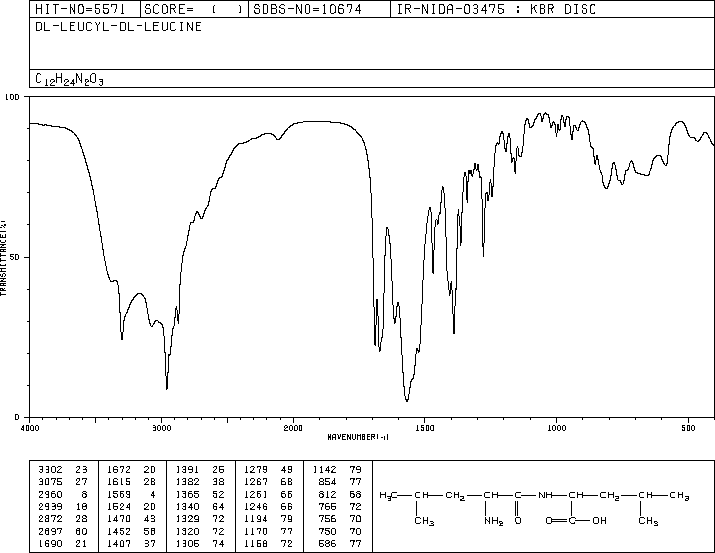 HIT-NO=5571 SCORE= ( ) SDBS-NO=10674 IR-NIDA-03475 : KBR DISC
DL-LEUCYL-DL-LEUCINE
C12H24N2O3
100
TRANSMITTANCE(%)
50
0
4000 3000 2000 1500 1000 500
WAVENUMBER(-1)
3302 23 1672 20 1391 25 1279 49 1142 79
3075 27 1615 28 1382 38 1267 68 854 77
2960 8 1569 4 1365 52 1261 66 812 68
2939 18 1524 20 1340 64 1246 66 766 72
2872 28 1470 43 1329 72 1194 79 756 70
2697 60 1452 58 1320 72 1170 77 750 70
1690 21 1407 37 1305 74 1158 72 586 77
H3C CH CH2 CH C NH CH CH2 CH CH3
CH3 NH2 O O C OH CH3